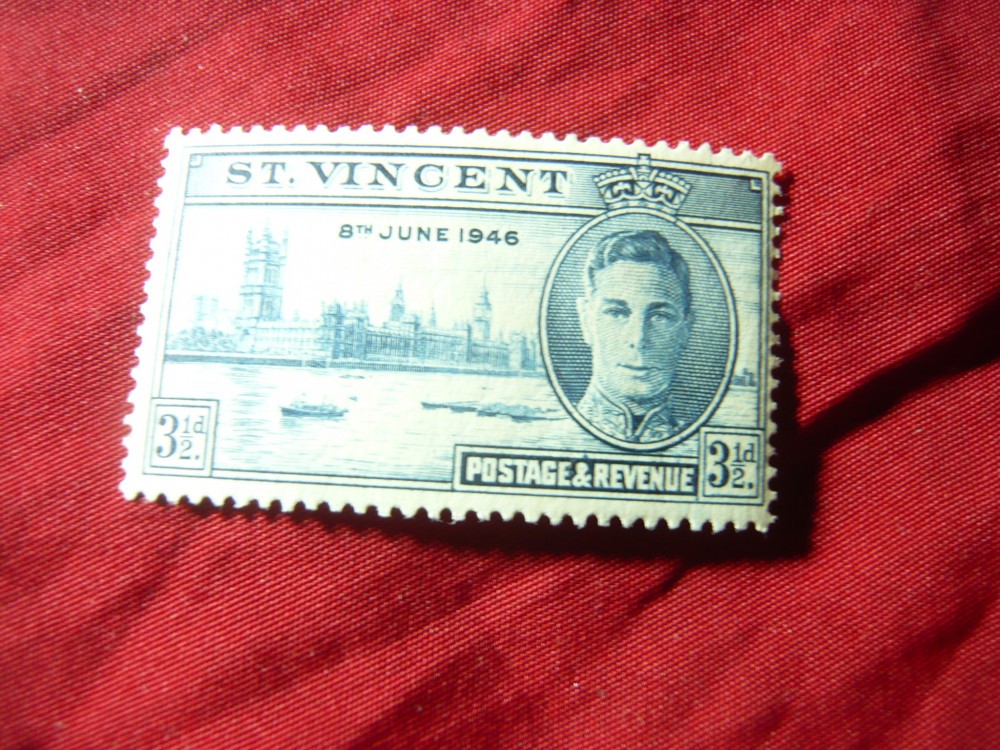 ST. VINCENT
8TH JUNE 1946
3½d.
POSTAGE & REVENUE
3½d.